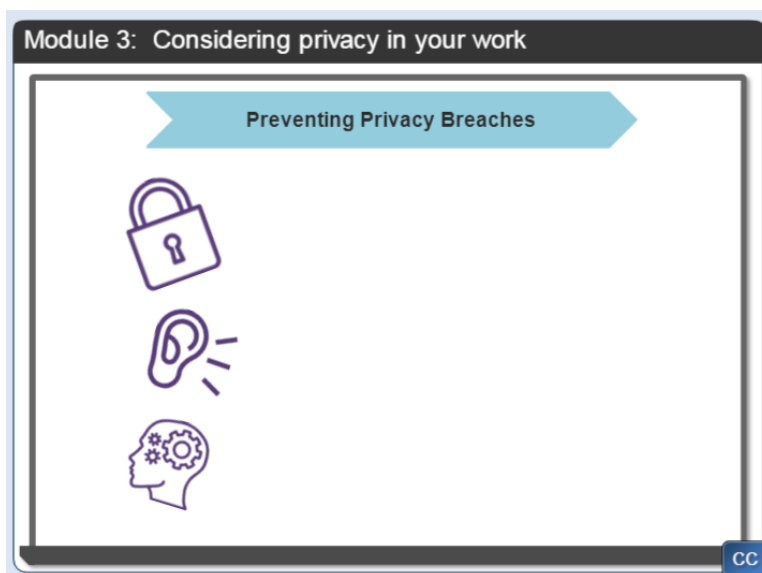 Module 3: Considering privacy in your work
Preventing Privacy Breaches
CC